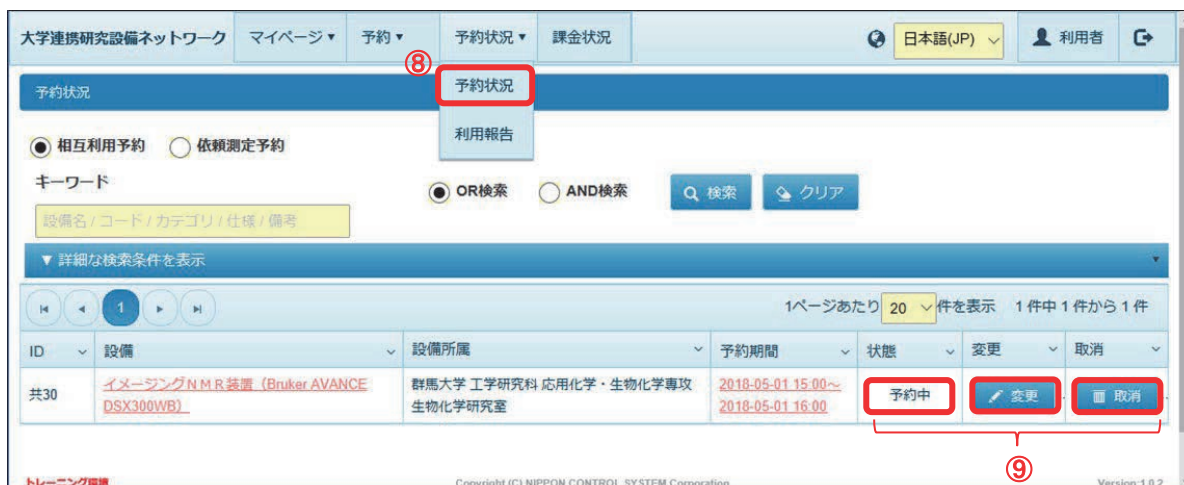 大学連携研究設備ネットワーク マイページ▼ 予約▼ 予約状況▼ 課金状況 日本語(JP) 利用者
⑧
予約状況 予約状況
利用報告
相互利用予約 依頼測定予約
キーワード OR検索 AND検索 検索 クリア
設備名 / コード / カテゴリ / 仕様 / 備考
▼ 詳細な検索条件を表示
1 1ページあたり 20 件を表示 1 件中 1 件から 1 件
ID 設備 設備所属 予約期間 状態 変更 取消
共30 イメージングNMR装置（Bruker AVANCE DSX300WB） 群馬大学 工学研究科 応用化学・生物化学専攻 生物化学研究室 2018-05-01 15:00～ 2018-05-01 16:00 予約中 変更 取消
⑨
トレーニング環境 Copyright (C) NIPPON CONTROL SYSTEM Corporation Version:1.0.2